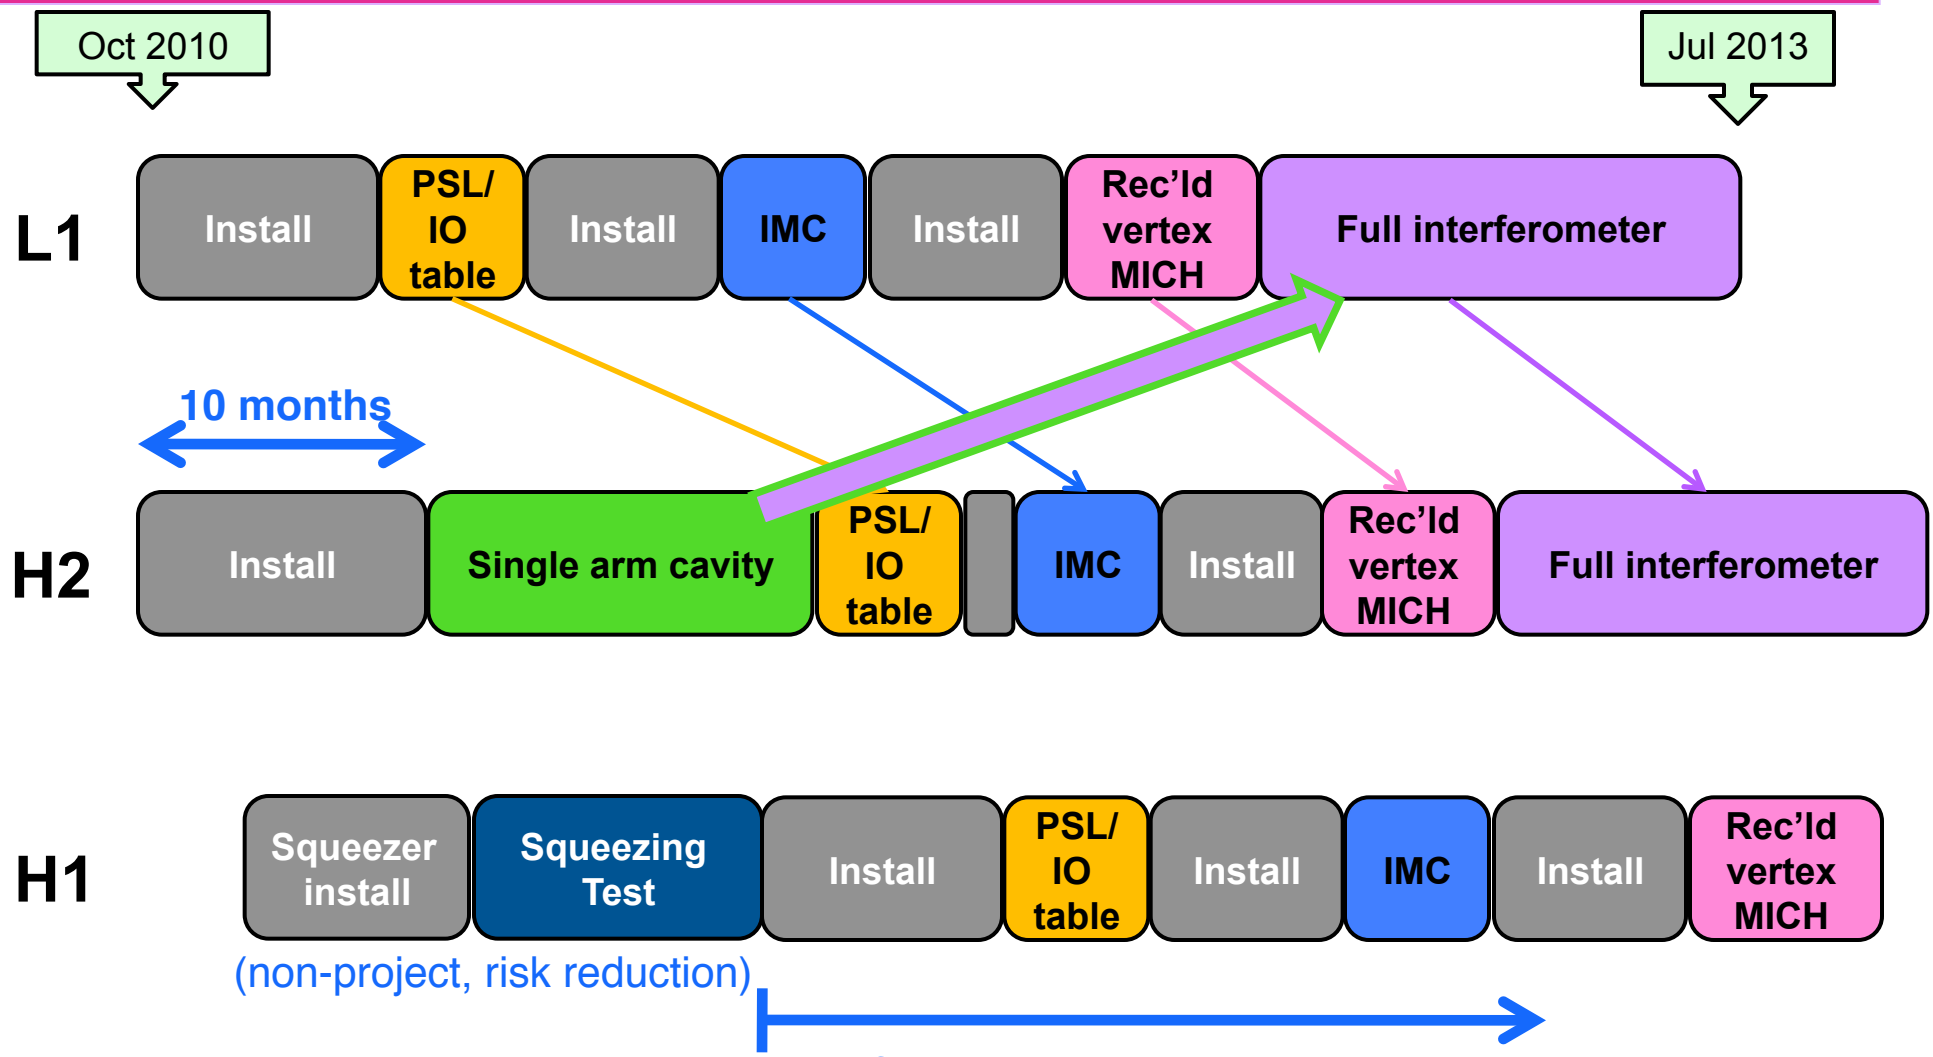 Oct 2010
Jul 2013
L1
Install
PSL/
IO
table
Install
IMC
Install
Rec'ld
vertex
MICH
Full interferometer
10 months
H2
Install
Single arm cavity
PSL/
IO
table
IMC
Install
Rec'ld
vertex
MICH
Full interferometer
H1
Squeezer
install
Squeezing
Test
Install
PSL/
IO
table
Install
IMC
Install
Rec'ld
vertex
MICH
(non-project, risk reduction)